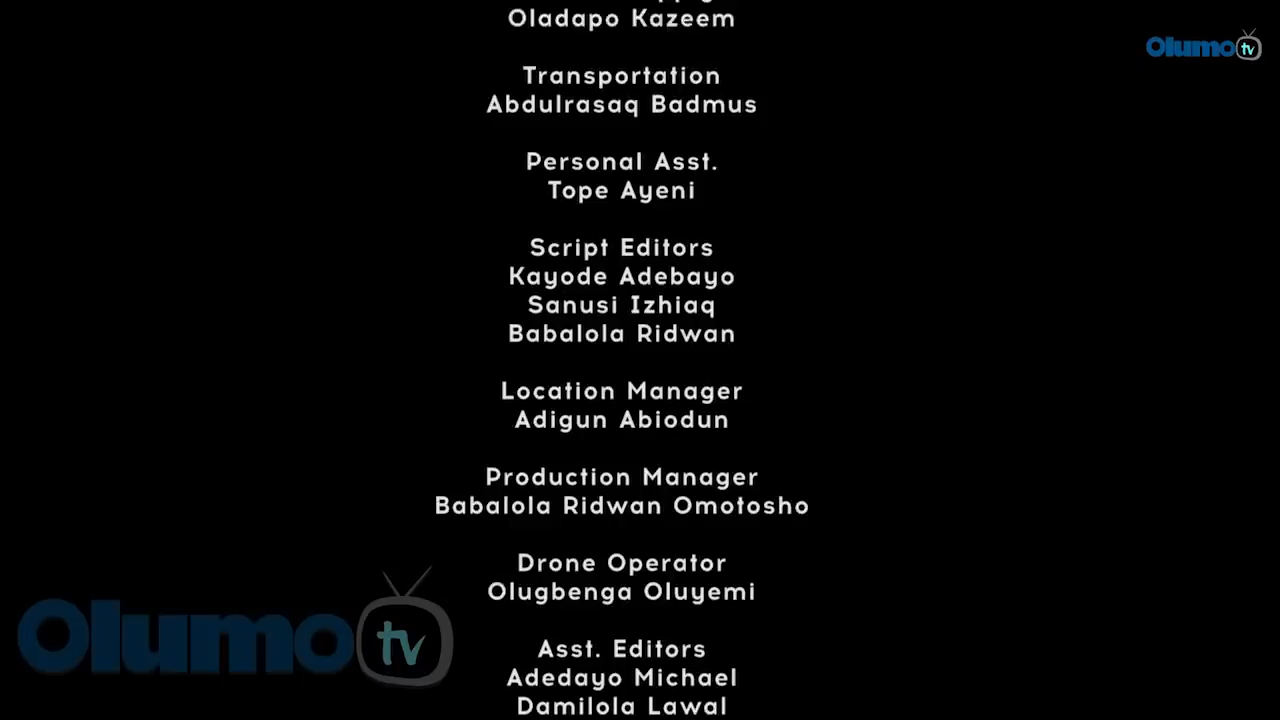 Oladapo Kazeem
Olumo tv
Transportation
Abdulrasaq Badmus
Personal Asst.
Tope Ayeni
Script Editors
Kayode Adebayo
Sanusi Izhiaq
Babalola Ridwan
Location Manager
Adigun Abiodun
Production Manager
Babalola Ridwan Omotosho
Drone Operator
Olugbenga Oluyemi
Olumo tv
Asst. Editors
Adedayo Michael
Damilola Lawal